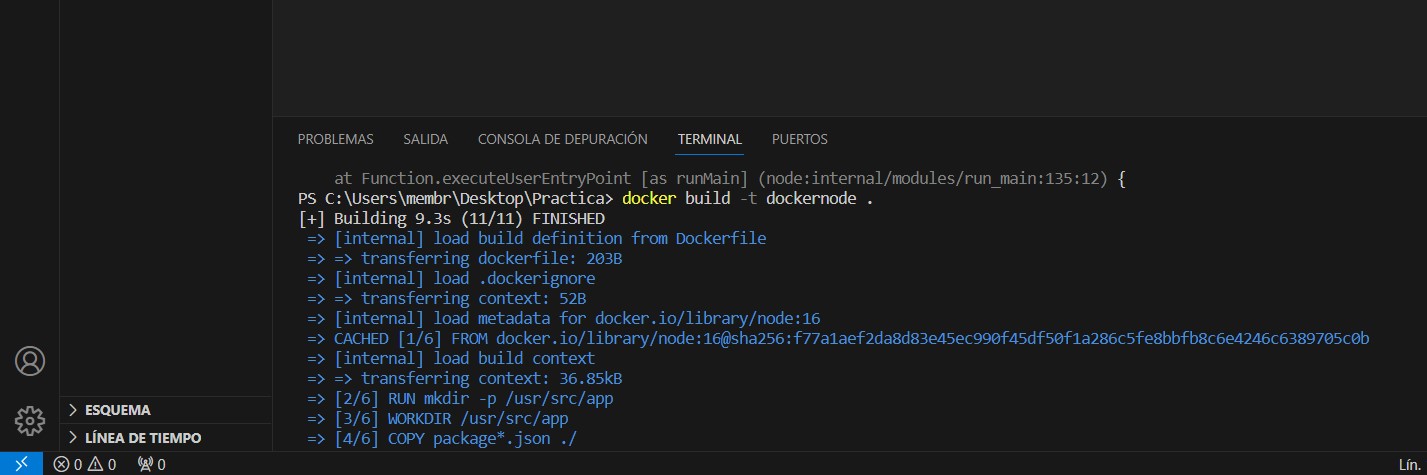 PROBLEMAS SALIDA CONSOLA DE DEPURACIÓN TERMINAL PUERTOS
at Function.executeUserEntryPoint [as runMain] (node:internal/modules/run_main:135:12) {
PS C:\Users\membr\Desktop\Practica> docker build -t dockernode .
[+] Building 9.3s (11/11) FINISHED
=> [internal] load build definition from Dockerfile
=> => transferring dockerfile: 203B
=> [internal] load .dockerignore
=> => transferring context: 52B
=> [internal] load metadata for docker.io/library/node:16
=> CACHED [1/6] FROM docker.io/library/node:16@sha256:f77a1aef2da8d83e45ec990f45df50f1a286c5fe8bbfb8c6e4246c6389705c0b
=> [internal] load build context
=> => transferring context: 36.85kB
=> [2/6] RUN mkdir -p /usr/src/app
=> [3/6] WORKDIR /usr/src/app
=> [4/6] COPY package*.json ./
ESQUEMA
LÍNEA DE TIEMPO
0 0 0 Lín.